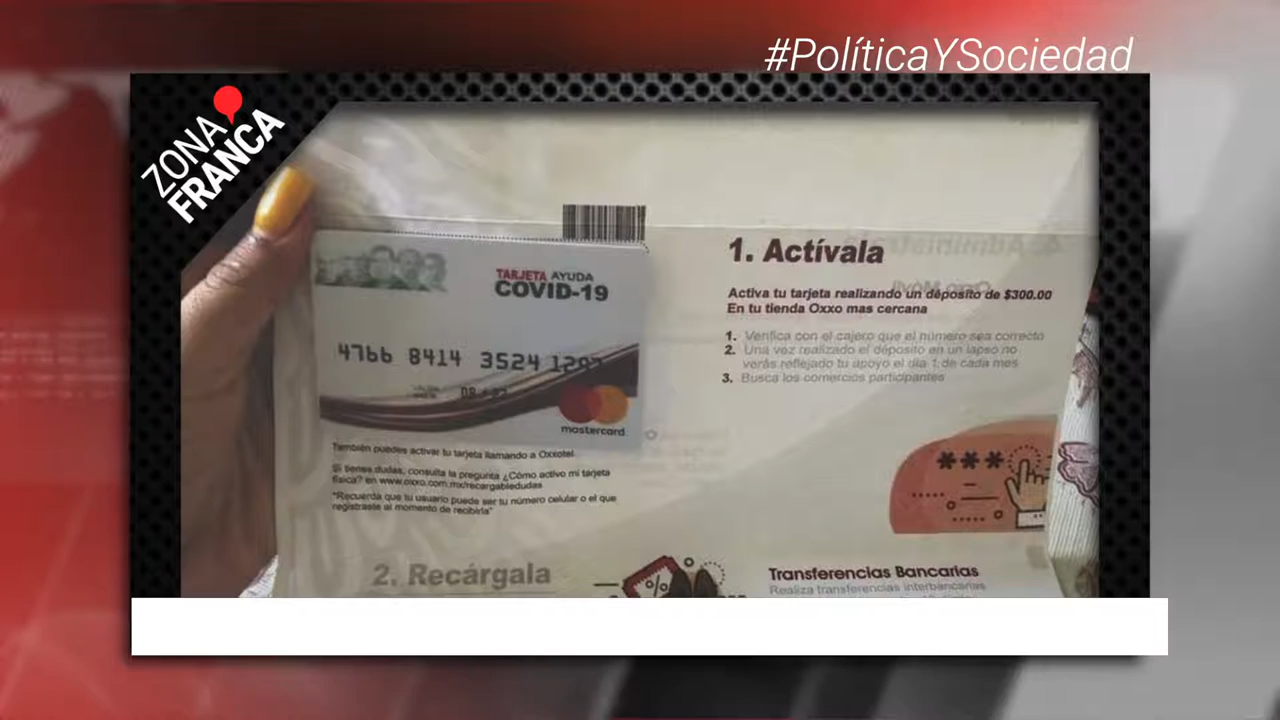 #PolíticaYSociedad
ZONA
FRANCA
TARJETA AYUDA
COVID-19
4766 8414 3524
mastercard
También puedes activar tu tarjeta llamando a Oxxotel
Si tienes dudas, consulta la pregunta ¿Cómo activo mi tarjeta
física? en www.oxxo.com.mx/recargabledudas
"Recuerda que tu usuario puede ser tu número celular o el que
registraste al momento de recibirla"
2. Recárgala
1. Actívala
Activa tu tarjeta realizando un déposito de $300.00
En tu tienda Oxxo mas cercana
1. Verifica con el cajero que el número sea correcto
2. Una vez realizado el déposito en un lapso no
verás reflejado tu apoyo el día 1 de cada mes
3. Busca los comercios participantes
***
%
Transferencias Bancarias
Realiza transferencias interbancarias